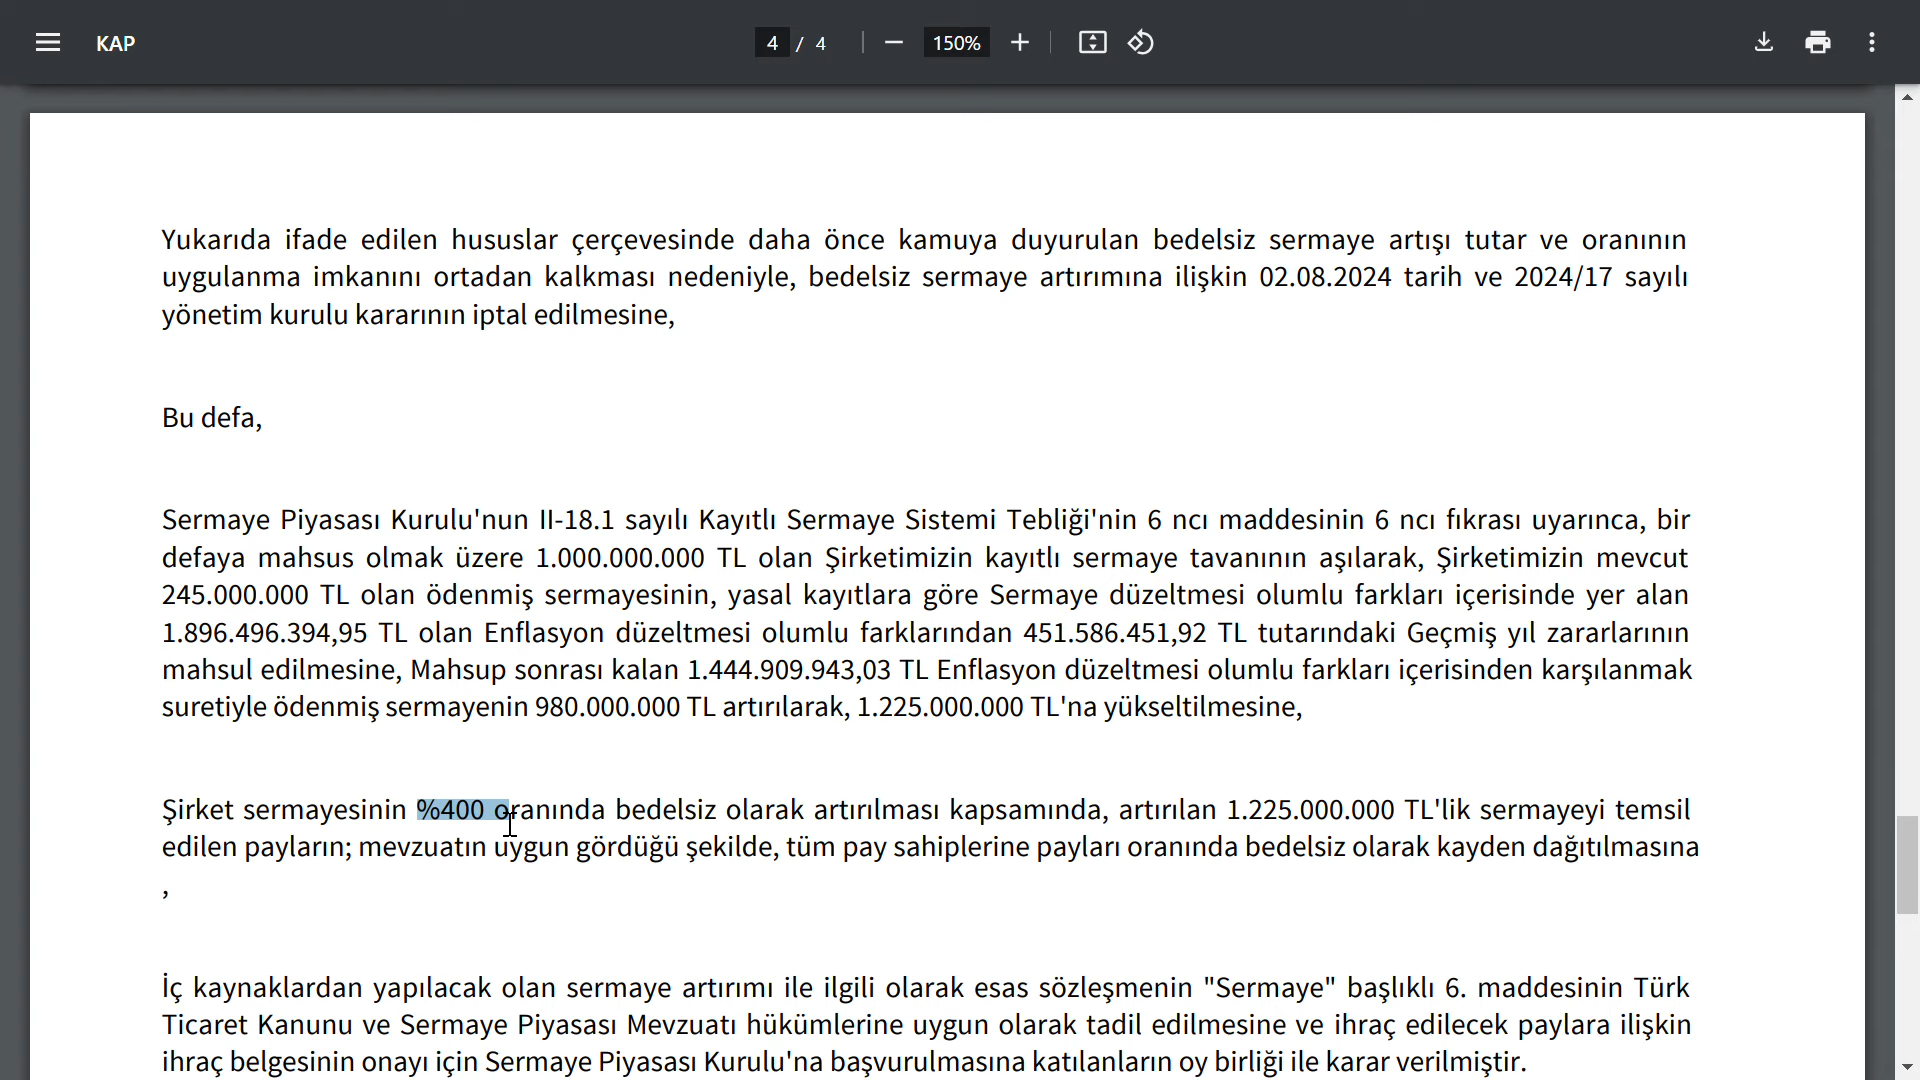 KAP
4 / 4
150%
Yukarıda ifade edilen hususlar çerçevesinde daha önce kamuya duyurulan bedelsiz sermaye artışı tutar ve oranının
uygulanma imkanını ortadan kalkması nedeniyle, bedelsiz sermaye artırımına ilişkin 02.08.2024 tarih ve 2024/17 sayılı
yönetim kurulu kararının iptal edilmesine,
Bu defa,
Sermaye Piyasası Kurulu'nun II-18.1 sayılı Kayıtlı Sermaye Sistemi Tebliği'nin 6 ncı maddesinin 6 ncı fıkrası uyarınca, bir
defaya mahsus olmak üzere 1.000.000.000 TL olan Şirketimizin kayıtlı sermaye tavanının aşılarak, Şirketimizin mevcut
245.000.000 TL olan ödenmiş sermayesinin, yasal kayıtlara göre Sermaye düzeltmesi olumlu farkları içerisinde yer alan
1.896.496.394,95 TL olan Enflasyon düzeltmesi olumlu farklarından 451.586.451,92 TL tutarındaki Geçmiş yıl zararlarının
mahsul edilmesine, Mahsup sonrası kalan 1.444.909.943,03 TL Enflasyon düzeltmesi olumlu farkları içerisinden karşılanmak
suretiyle ödenmiş sermayenin 980.000.000 TL artırılarak, 1.225.000.000 TL'na yükseltilmesine,
Şirket sermayesinin %400 oranında bedelsiz olarak artırılması kapsamında, artırılan 1.225.000.000 TL'lik sermayeyi temsil
edilen payların; mevzuatın uygun gördüğü şekilde, tüm pay sahiplerine payları oranında bedelsiz olarak kayden dağıtılmasına
,
İç kaynaklardan yapılacak olan sermaye artırımı ile ilgili olarak esas sözleşmenin "Sermaye" başlıklı 6. maddesinin Türk
Ticaret Kanunu ve Sermaye Piyasası Mevzuatı hükümlerine uygun olarak tadil edilmesine ve ihraç edilecek paylara ilişkin
ihraç belgesinin onayı için Sermaye Piyasası Kurulu'na başvurulmasına katılanların oy birliği ile karar verilmiştir.